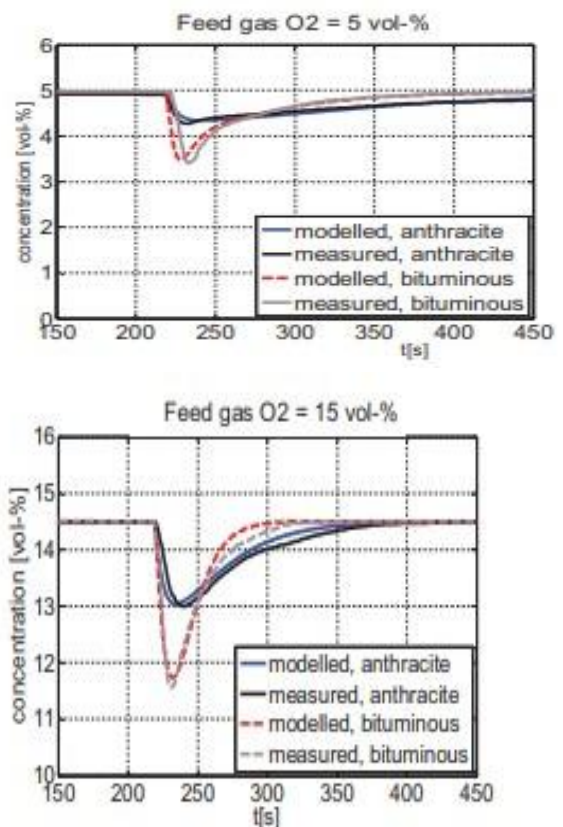 Feed gas O2 = 5 vol-%
concentration [vol-%]
6
5
4
3
2
1
0
modelled, anthracite
measured, anthracite
modelled, bituminous
measured, bituminous
150 200 250 300 350 400 450
t[s]
Feed gas O2 = 15 vol-%
concentration [vol-%]
16
15
14
13
12
11
10
modelled, anthracite
measured, anthracite
modelled, bituminous
measured, bituminous
150 200 250 300 350 400 450
t[s]